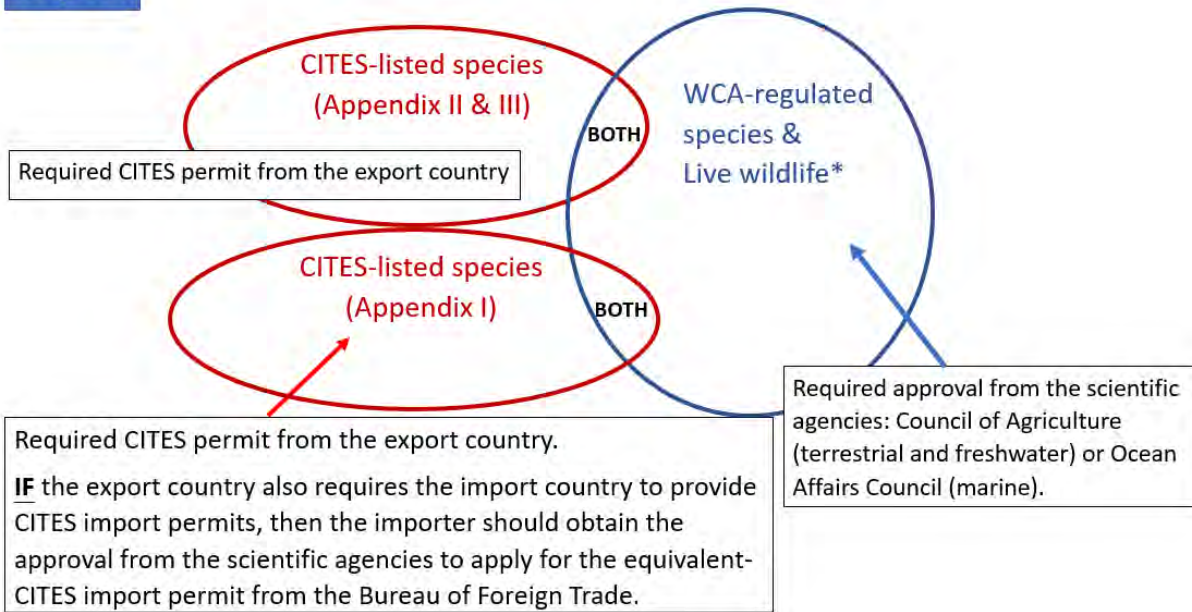 CITES-listed species
(Appendix II & III)
BOTH
WCA-regulated
species &
Live wildlife*
Required CITES permit from the export country
CITES-listed species
(Appendix I)
BOTH
Required CITES permit from the export country.
IF the export country also requires the import country to provide
CITES import permits, then the importer should obtain the
approval from the scientific agencies to apply for the equivalent-
CITES import permit from the Bureau of Foreign Trade.
Required approval from the scientific
agencies: Council of Agriculture
(terrestrial and freshwater) or Ocean
Affairs Council (marine).